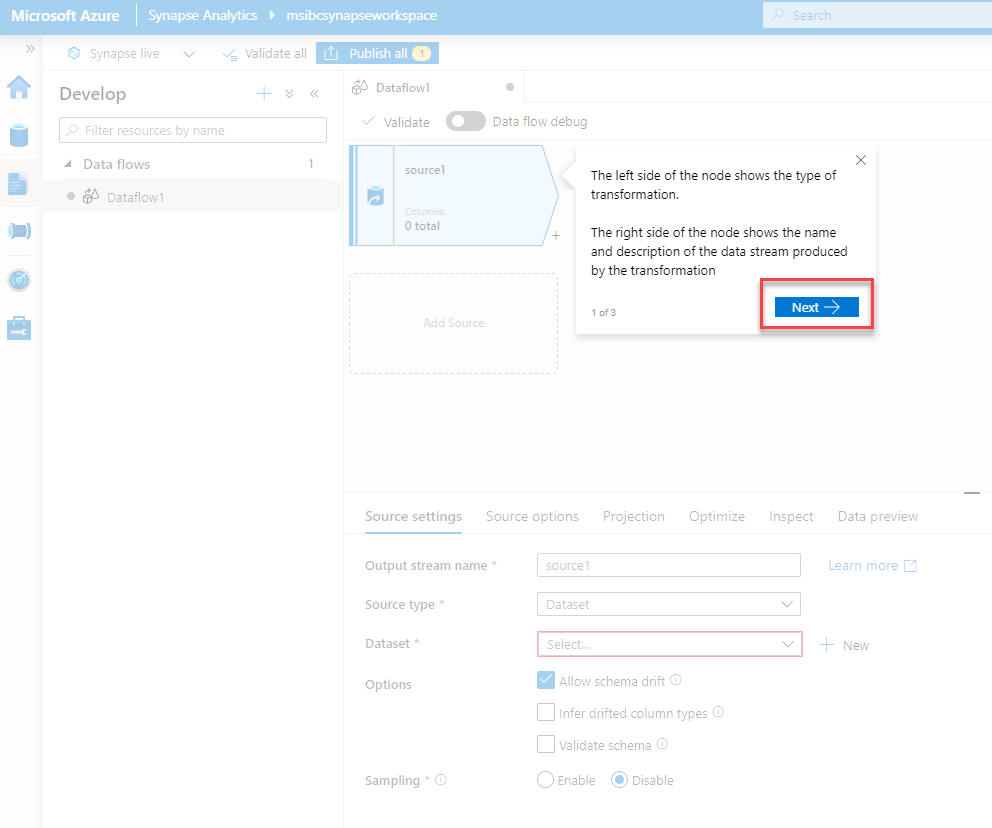 Microsoft Azure
Synapse Analytics
msibcsynapseworkspace
Search
Synapse live
Validate all
Publish all 1
Develop
Filter resources by name
Data flows 1
Dataflow1
Dataflow1
Validate
Data flow debug
source1
Columns:
0 total
+
Add Source
The left side of the node shows the type of
transformation.
The right side of the node shows the name
and description of the data stream produced
by the transformation
1 of 3
Next
Source settings
Source options
Projection
Optimize
Inspect
Data preview
Output stream name *
source1
Learn more
Source type *
Dataset
Dataset *
Select...
New
Options
Allow schema drift
Infer drifted column types
Validate schema
Sampling *
Enable
Disable